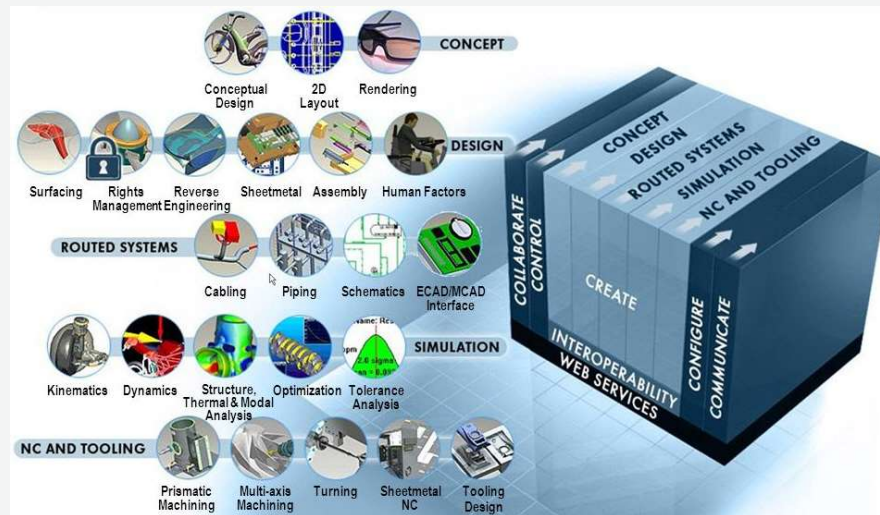 CONCEPT
Conceptual
Design
2D
Layout
Rendering
DESIGN
Surfacing
Rights
Management
Reverse
Engineering
Sheetmetal
Assembly
Human Factors
ROUTED SYSTEMS
Cabling
Piping
Schematics
ECAD/MCAD
Interface
SIMULATION
Kinematics
Dynamics
Structure,
Thermal & Modal
Analysis
Optimization
Tolerance
Analysis
2.0 sigma
NC AND TOOLING
Prismatic
Machining
Multi-axis
Machining
Turning
Sheetmetal
NC
Tooling
Design
CONCEPT
DESIGN
ROUTED SYSTEMS
SIMULATION
NC AND TOOLING
COLLABORATE
CONTROL
CREATE
CONFIGURE
COMMUNICATE
INTEROPERABILITY
WEB SERVICES